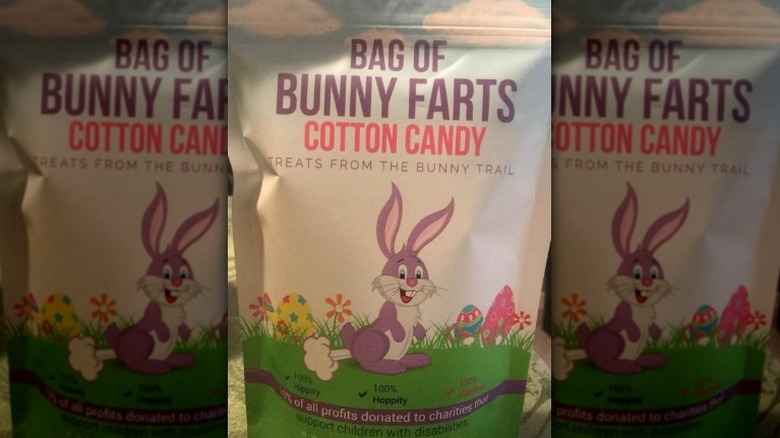 BAG OF
BUNNY FARTS
COTTON CANDY
TREATS FROM THE BUNNY TRAIL
100%
Hoppity
100%
Hoppity
100%
of all profits donated to charities that
support children with disabilities